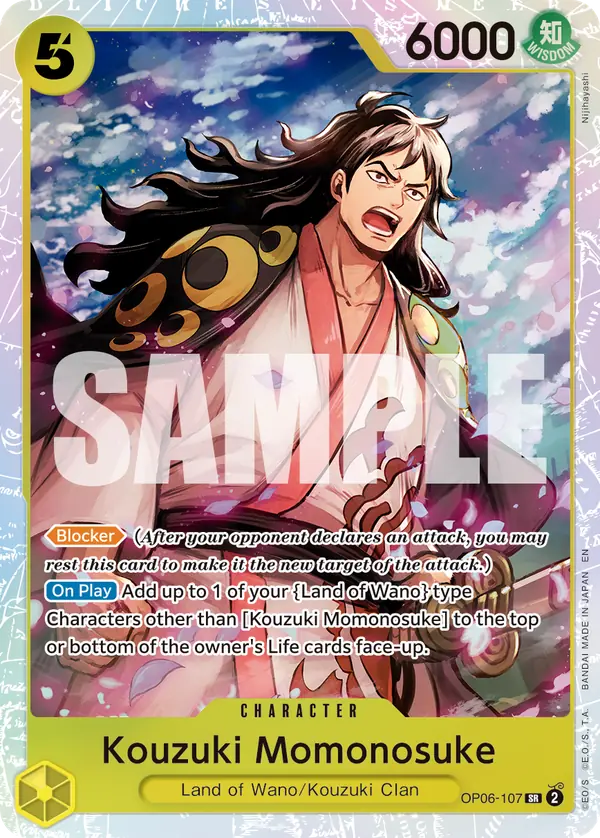 5
6000
知
WISDOM
Nijihayashi
SAMPLE
Blocker (After your opponent declares an attack, you may
rest this card to make it the new target of the attack.)
On Play Add up to 1 of your {Land of Wano} type
Characters other than [Kouzuki Momonosuke] to the top
or bottom of the owner's Life cards face-up.
CHARACTER
Kouzuki Momonosuke
Land of Wano/Kouzuki Clan
OP06-107 SR 2
©E.O/S ©E.O./S.,T.A. BANDAI MADE IN JAPAN EN